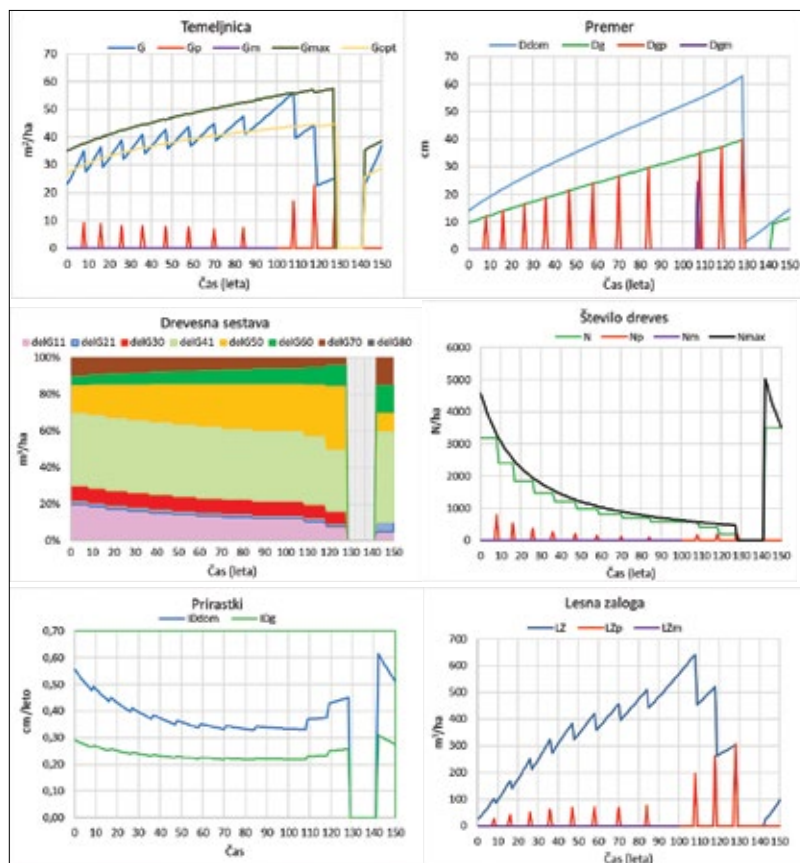 Temeljnica
G Gp Gm Gmax Gopt
m²/ha
70
60
50
40
30
20
10
0
0 10 20 30 40 50 60 70 80 90 100 110 120 130 140 150
Čas (leta)
Premer
Ddom Dg Dgp Dgm
cm
70
60
50
40
30
20
10
0
0 10 20 30 40 50 60 70 80 90 100 110 120 130 140 150
Čas (leta)
Drevesna sestava
delG11 delG21 delG30 delG41 delG50 delG60 delG70 delG80
m³/ha
100%
80%
60%
40%
20%
0%
0 10 20 30 40 50 60 70 80 90 100 110 120 130 140 150
Čas (leta)
Število dreves
N Np Nm Nmax
N/ha
6000
5000
4000
3000
2000
1000
0
0 10 20 30 40 50 60 70 80 90 100 110 120 130 140 150
Čas (leta)
Prirastki
IDdom IDg
cm/leto
0,70
0,60
0,50
0,40
0,30
0,20
0,10
0,00
0 10 20 30 40 50 60 70 80 90 100 110 120 130 140 150
Čas
Lesna zaloga
LZ LZp LZm
m³/ha
700
600
500
400
300
200
100
0
0 10 20 30 40 50 60 70 80 90 100 110 120 130 140 150
Čas (leta)